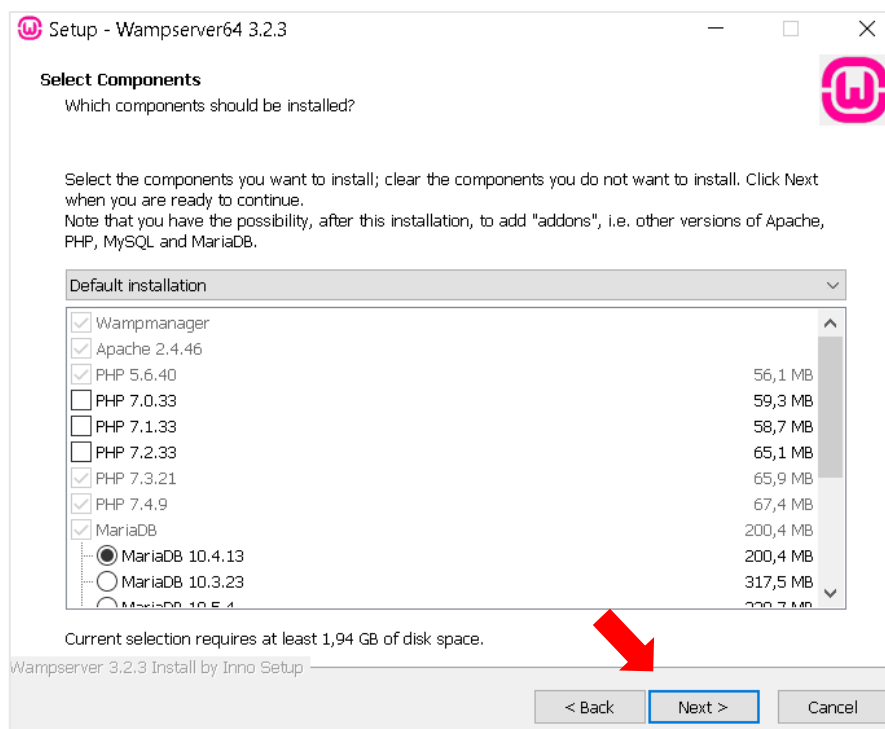 Setup - Wampserver64 3.2.3
Select Components
Which components should be installed?
Select the components you want to install; clear the components you do not want to install. Click Next
when you are ready to continue.
Note that you have the possibility, after this installation, to add "addons", i.e. other versions of Apache,
PHP, MySQL and MariaDB.
Default installation
Wampmanager
Apache 2.4.46
PHP 5.6.40 56,1 MB
PHP 7.0.33 59,3 MB
PHP 7.1.33 58,7 MB
PHP 7.2.33 65,1 MB
PHP 7.3.21 65,9 MB
PHP 7.4.9 67,4 MB
MariaDB 200,4 MB
MariaDB 10.4.13 200,4 MB
MariaDB 10.3.23 317,5 MB
MariaDB 10.5.4
Current selection requires at least 1,94 GB of disk space.
Wampserver 3.2.3 Install by Inno Setup
< Back Next > Cancel